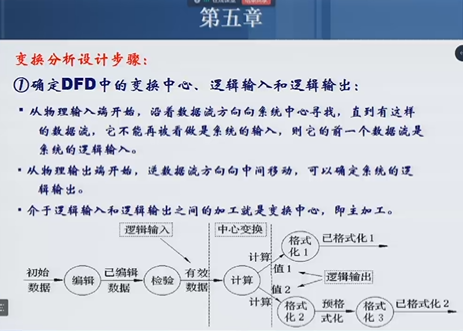 第五章
变换分析设计步骤：
①确定DFD中的变换中心、逻辑输入和逻辑输出：
• 从物理输入端开始，沿着数据流方向向系统中心寻找，直到有这样
的数据流，它不能再被看做是系统的输入，则它的前一个数据流是
系统的逻辑输入。
• 从物理输出端开始，逆数据流方向向中间移动，可以确定系统的逻
辑输出。
• 介于逻辑输入和逻辑输出之间的加工就是变换中心，即主加工。
逻辑输入
中心变换
格式
化 1
已格式化 1
计算
值 1
初始
数据
编辑
已编辑
数据
检验
有效
数据
计算
逻辑输出
值 2
计算
格式
化 2
预格
式化
格式
化 3
已格式化 2